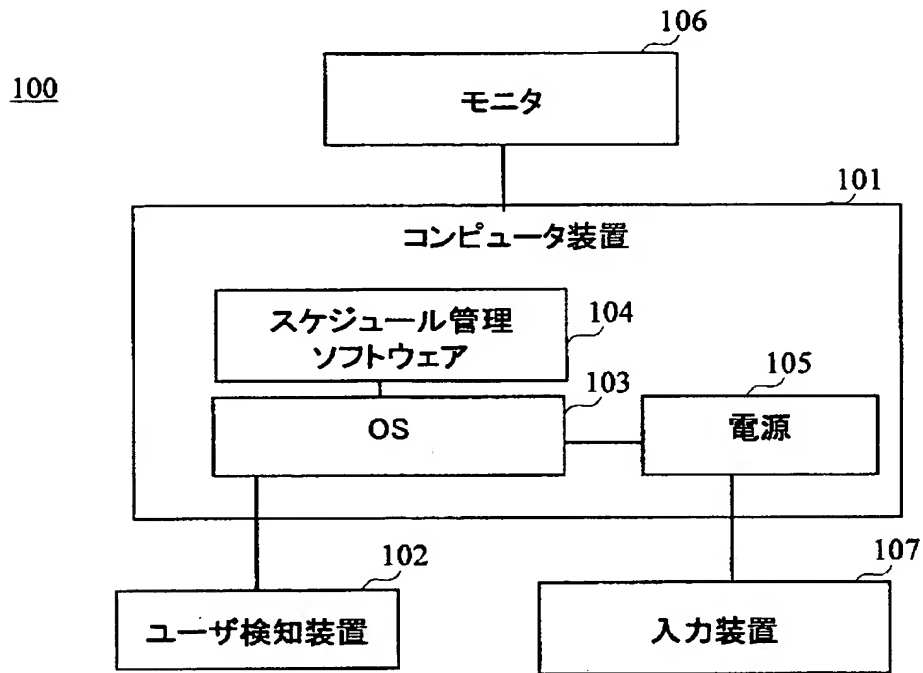 106
100
モニタ
101
コンピュータ装置
スケジュール管理
ソフトウェア
104
103
105
OS
電源
102
107
ユーザ検知装置
入力装置